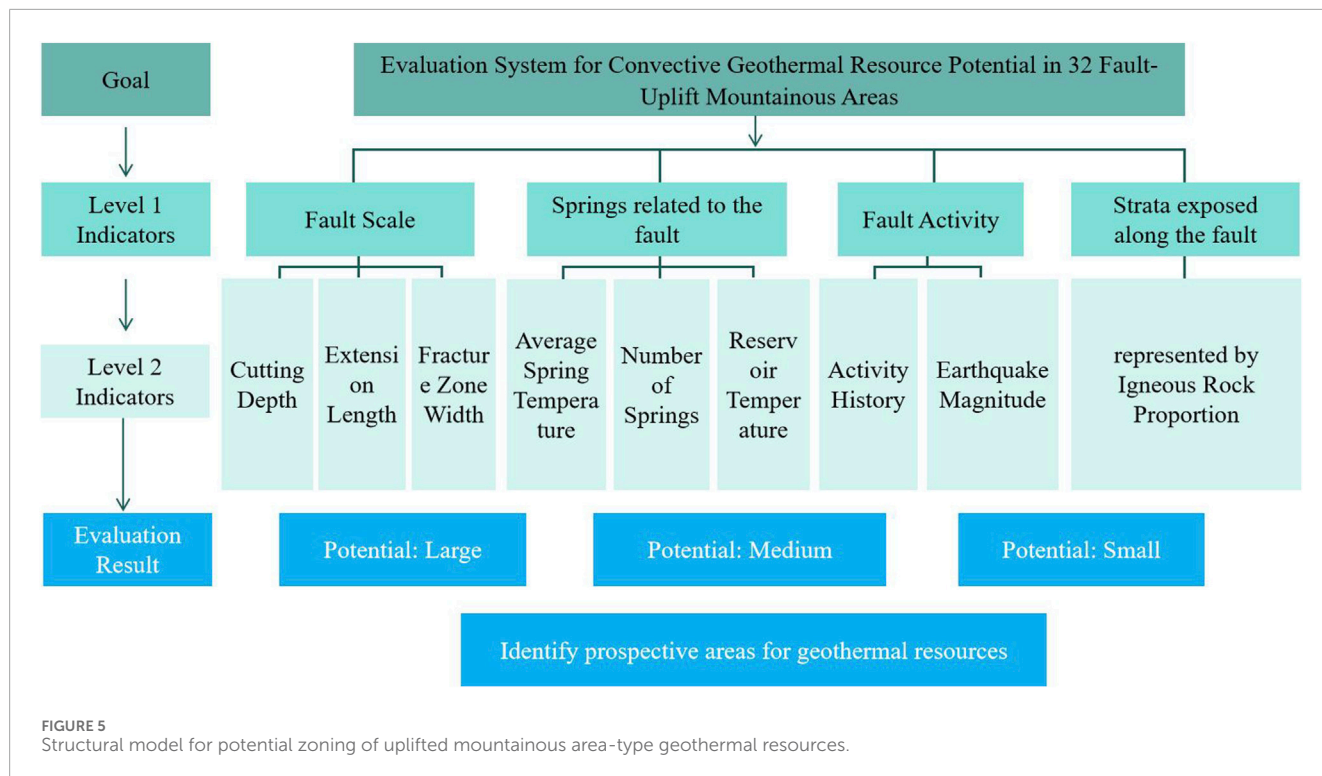 Goal
Evaluation System for Convective Geothermal Resource Potential in 32 Fault-
Uplift Mountainous Areas
Level 1
Indicators
Fault Scale
Springs related to the
fault
Fault Activity
Strata exposed
along the fault
Level 2
Indicators
Cutting
Depth
Extensi
on
Length
Fractur
e Zone
Width
Average
Spring
Tempera
ture
Number
of
Springs
Reserv
oir
Temper
ature
Activity
History
Earthquake
Magnitude
represented by
Igneous Rock
Proportion
Evaluation
Result
Potential: Large
Potential: Medium
Potential: Small
Identify prospective areas for geothermal resources
FIGURE 5
Structural model for potential zoning of uplifted mountainous area-type geothermal resources.